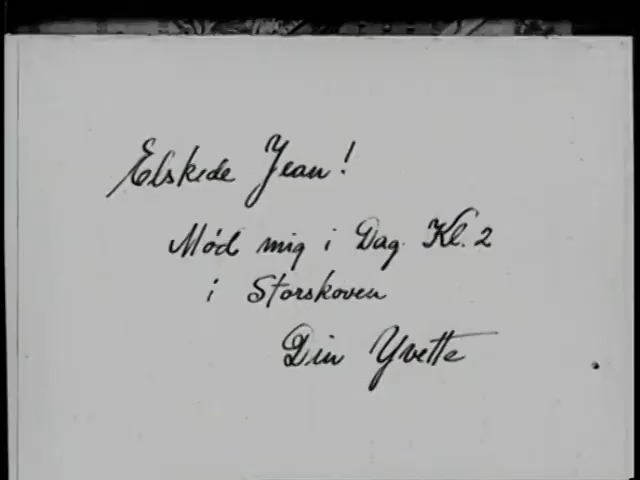 Elskede Jean!
Mød mig i Dag Kl. 2
i Storskoven
Din Yvette